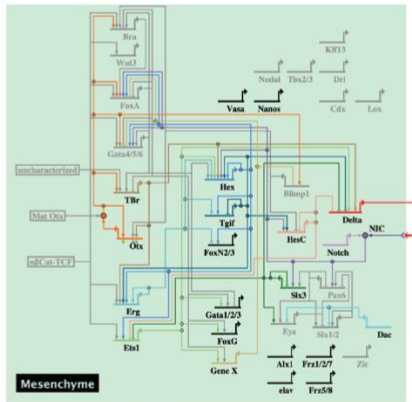 Bra
Wnt3
Klf13
Nodal Tbx2/3 Dri
FoxA
Vasa Nanos Cdx Lox
Gata4/5/6
uncharacterized
TBr
Hex
Blimp1
Mat Otx
Tgif
Delta
Otx
FoxN2/3
HesC
Notch
NIC
nβCat-TCF
Erg
Six3 Pax6
Gata1/2/3
Ets1
FoxG
Eya Six1/2 Dac
Gene X
Alx1 Frz1/2/7 Zic
Mesenchyme
elav Frz5/8